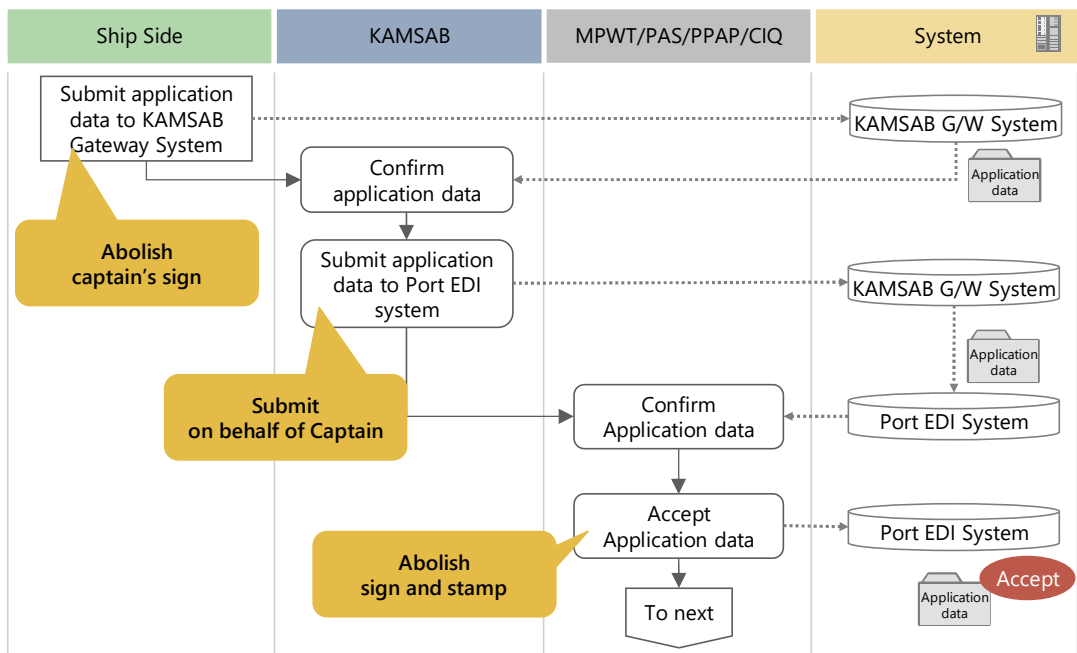 Ship Side
KAMSAB
MPWT/PAS/PPAP/CIQ
System
Submit application
data to KAMSAB
Gateway System
KAMSAB G/W System
Application
data
Confirm
application data
Abolish
captain's sign
Submit application
data to Port EDI
system
KAMSAB G/W System
Application
data
Submit
on behalf of Captain
Confirm
Application data
Port EDI System
Accept
Application data
Port EDI System
Abolish
sign and stamp
Accept
Application
data
To next